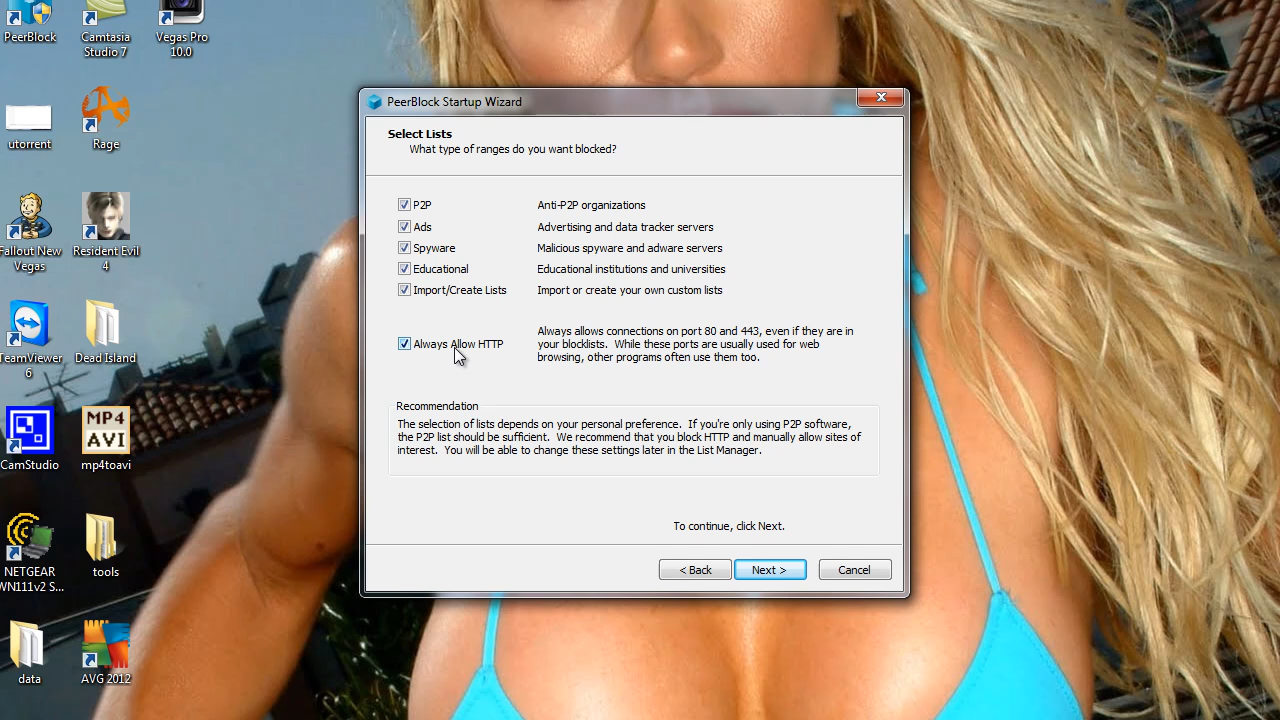 PeerBlock
Camtasia
Studio 7
Vegas Pro
10.0
utorrent
Rage
Fallout New
Vegas
Resident Evil
4
TeamViewer
6
Dead Island
CamStudio
MP4
AVI
mp4toavi
NETGEAR
WN111v2 S...
tools
data
AVG 2012
PeerBlock Startup Wizard
Select Lists
What type of ranges do you want blocked?
P2P Anti-P2P organizations
Ads Advertising and data tracker servers
Spyware Malicious spyware and adware servers
Educational Educational institutions and universities
Import/Create Lists Import or create your own custom lists
Always Allow HTTP
Always allows connections on port 80 and 443, even if they are in
your blocklists. While these ports are usually used for web
browsing, other programs often use them too.
Recommendation
The selection of lists depends on your personal preference. If you're only using P2P software,
the P2P list should be sufficient. We recommend that you block HTTP and manually allow sites of
interest. You will be able to change these settings later in the List Manager.
To continue, click Next.
< Back Next > Cancel